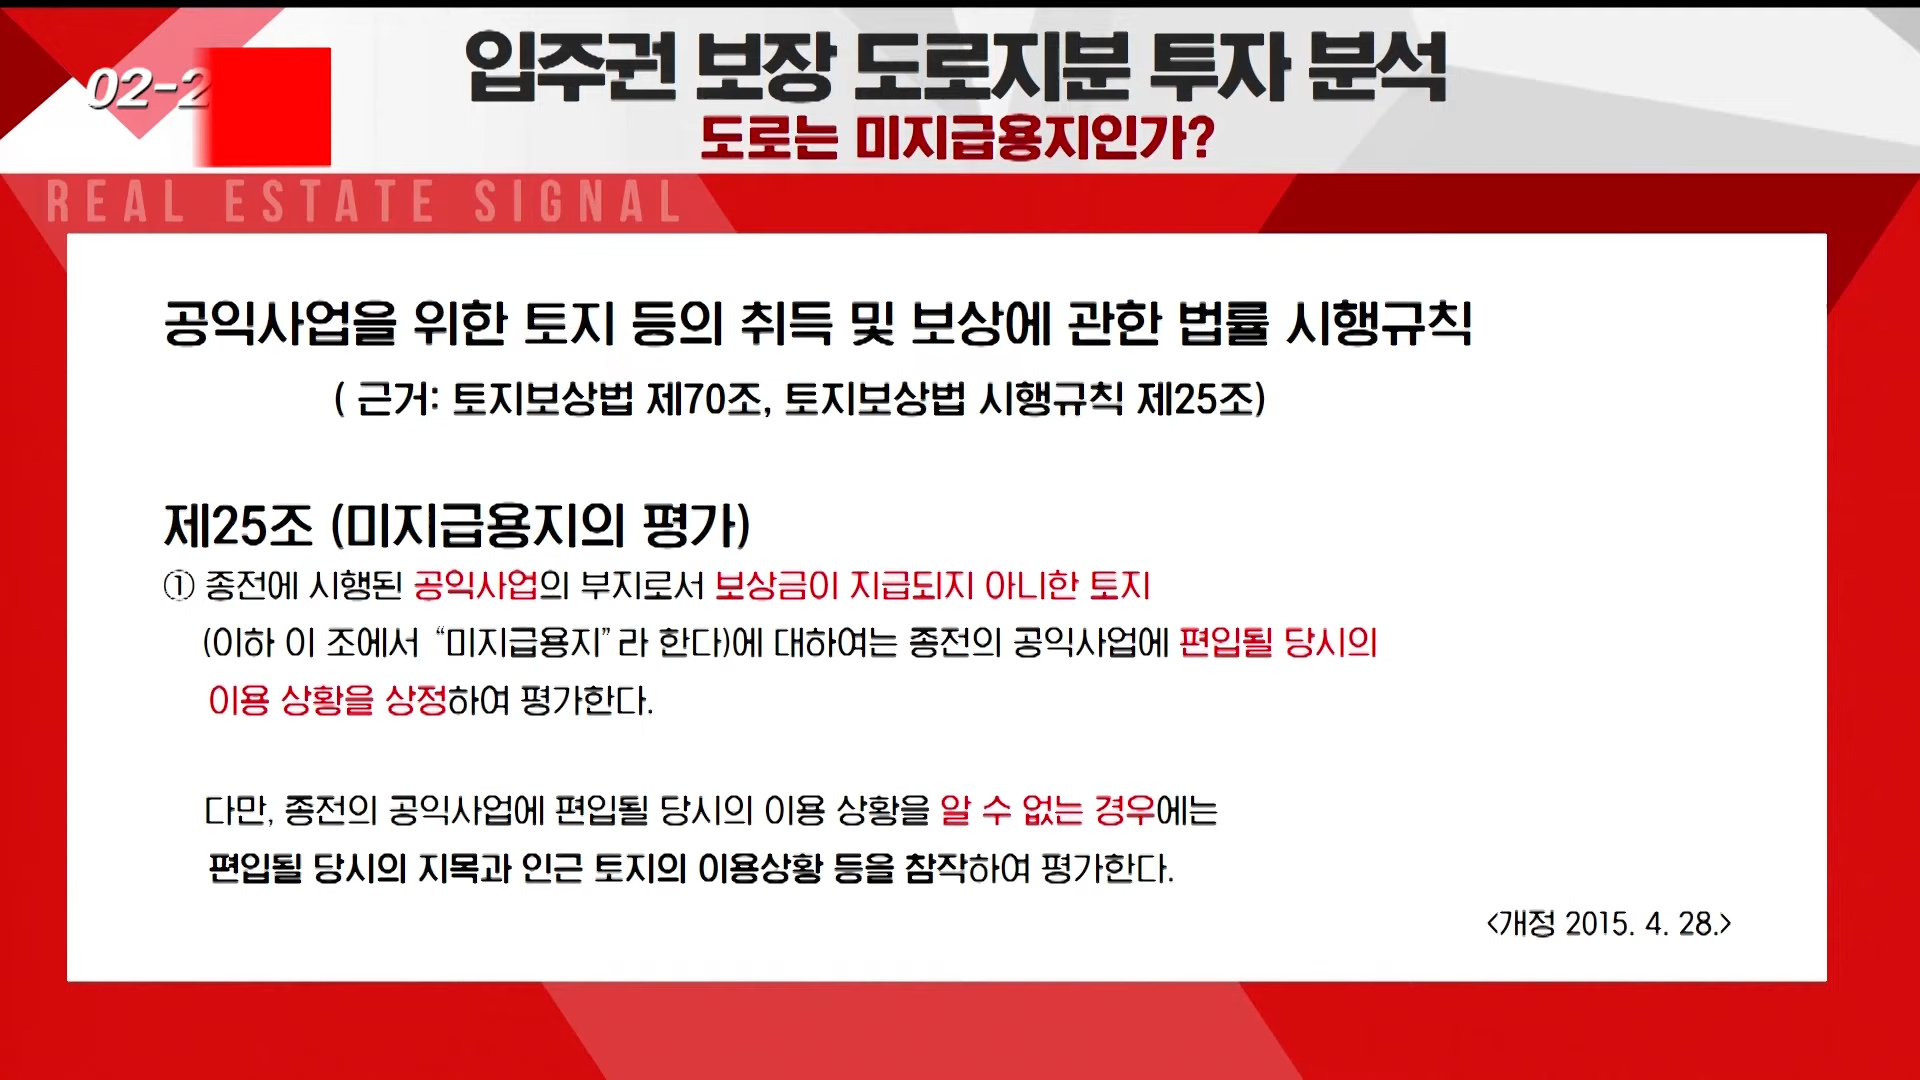 입주권 보장 도로지분 투자 분석
02-2
도로는 미지급용지인가?
REAL ESTATE SIGNAL
공익사업을 위한 토지 등의 취득 및 보상에 관한 법률 시행규칙
( 근거: 토지보상법 제70조, 토지보상법 시행규칙 제25조)
제25조 (미지급용지의 평가)
① 종전에 시행된 공익사업의 부지로서 보상금이 지급되지 아니한 토지
(이하 이 조에서 “미지급용지”라 한다)에 대하여는 종전의 공익사업에 편입될 당시의
이용 상황을 상정하여 평가한다.
다만, 종전의 공익사업에 편입될 당시의 이용 상황을 알 수 없는 경우에는
편입될 당시의 지목과 인근 토지의 이용상황 등을 참작하여 평가한다.
<개정 2015. 4. 28.>